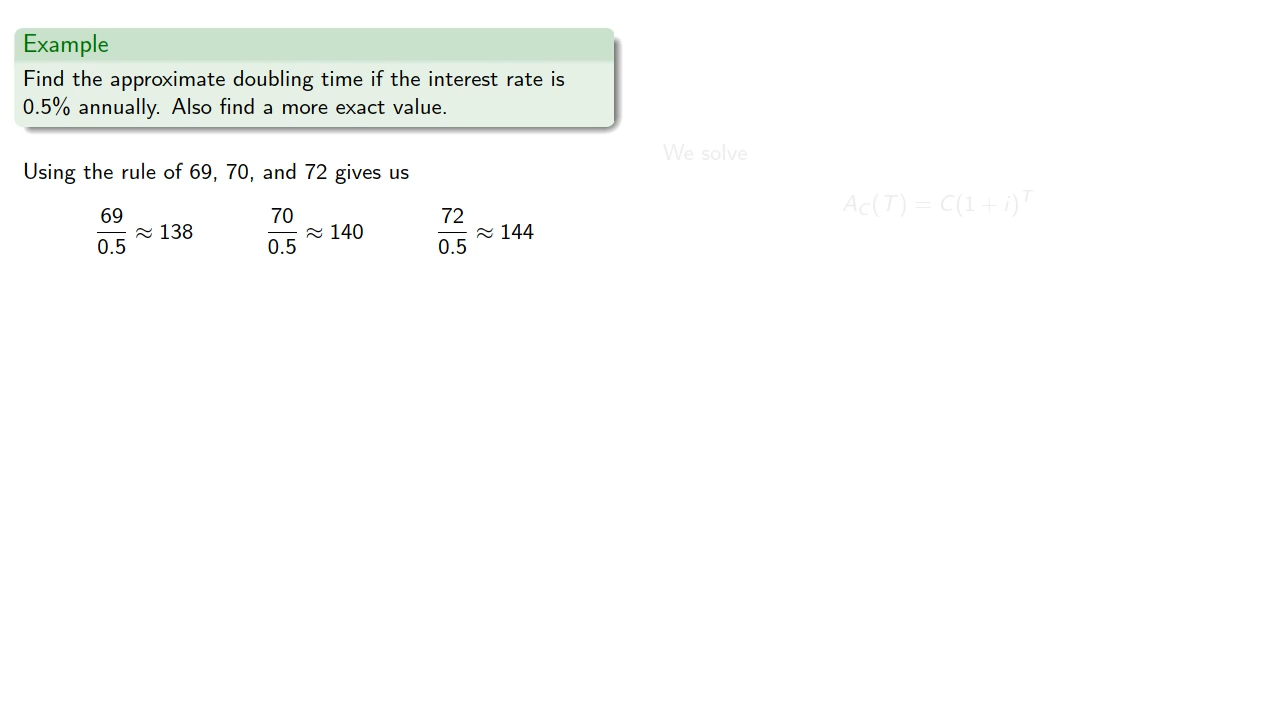 Example
Find the approximate doubling time if the interest rate is
0.5% annually. Also find a more exact value.
Using the rule of 69, 70, and 72 gives us
69/0.5 ≈ 138   70/0.5 ≈ 140   72/0.5 ≈ 144
We solve
A_C(T) = C(1 + i)^T